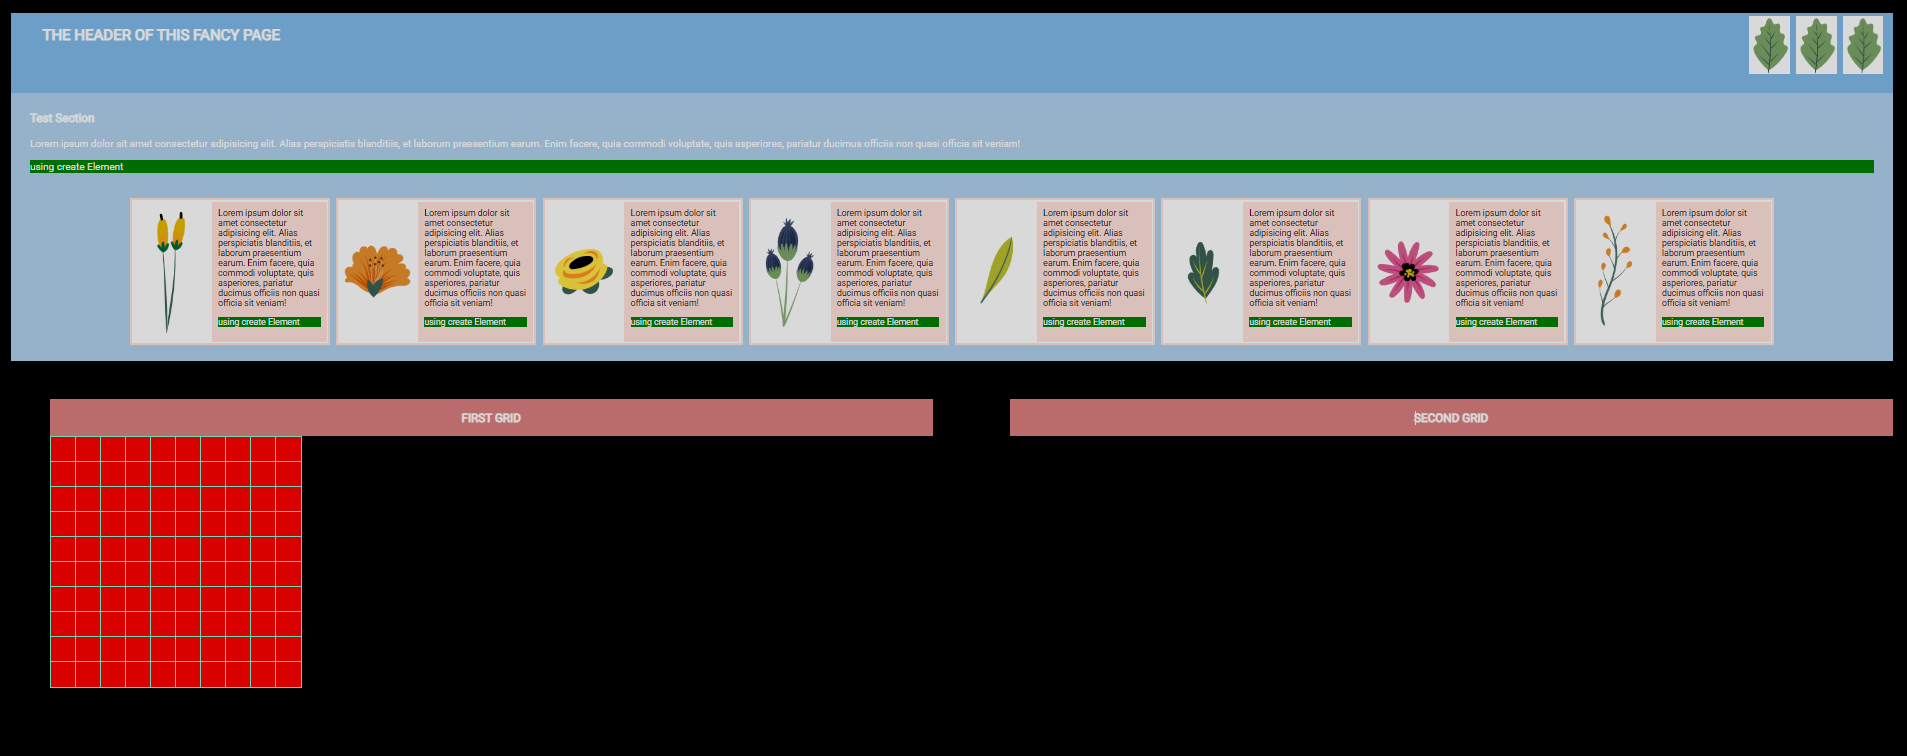 THE HEADER OF THIS FANCY PAGE
Test Section
Lorem ipsum dolor sit amet consectetur adipisicing elit. Alias perspiciatis blanditiis, et laborum praesentium earum. Enim facere, quia commodi voluptate, quis asperiores, pariatur ducimus officiis non quasi officia sit veniam!
using create Element
Lorem ipsum dolor sit
amet consectetur
adipisicing elit. Alias
perspiciatis blanditiis, et
laborum praesentium
earum. Enim facere, quia
commodi voluptate, quis
asperiores, pariatur
ducimus officiis non quasi
officia sit veniam!
using create Element
Lorem ipsum dolor sit
amet consectetur
adipisicing elit. Alias
perspiciatis blanditiis, et
laborum praesentium
earum. Enim facere, quia
commodi voluptate, quis
asperiores, pariatur
ducimus officiis non quasi
officia sit veniam!
using create Element
Lorem ipsum dolor sit
amet consectetur
adipisicing elit. Alias
perspiciatis blanditiis, et
laborum praesentium
earum. Enim facere, quia
commodi voluptate, quis
asperiores, pariatur
ducimus officiis non quasi
officia sit veniam!
using create Element
Lorem ipsum dolor sit
amet consectetur
adipisicing elit. Alias
perspiciatis blanditiis, et
laborum praesentium
earum. Enim facere, quia
commodi voluptate, quis
asperiores, pariatur
ducimus officiis non quasi
officia sit veniam!
using create Element
Lorem ipsum dolor sit
amet consectetur
adipisicing elit. Alias
perspiciatis blanditiis, et
laborum praesentium
earum. Enim facere, quia
commodi voluptate, quis
asperiores, pariatur
ducimus officiis non quasi
officia sit veniam!
using create Element
Lorem ipsum dolor sit
amet consectetur
adipisicing elit. Alias
perspiciatis blanditiis, et
laborum praesentium
earum. Enim facere, quia
commodi voluptate, quis
asperiores, pariatur
ducimus officiis non quasi
officia sit veniam!
using create Element
Lorem ipsum dolor sit
amet consectetur
adipisicing elit. Alias
perspiciatis blanditiis, et
laborum praesentium
earum. Enim facere, quia
commodi voluptate, quis
asperiores, pariatur
ducimus officiis non quasi
officia sit veniam!
using create Element
Lorem ipsum dolor sit
amet consectetur
adipisicing elit. Alias
perspiciatis blanditiis, et
laborum praesentium
earum. Enim facere, quia
commodi voluptate, quis
asperiores, pariatur
ducimus officiis non quasi
officia sit veniam!
using create Element
FIRST GRID
SECOND GRID